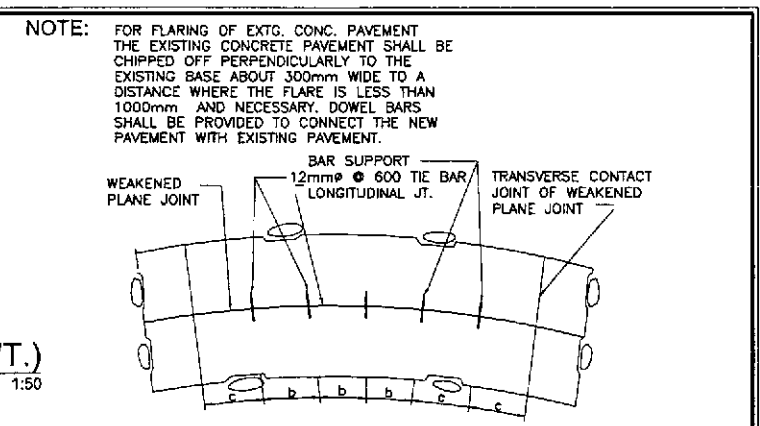 NOTE: FOR FLARING OF EXTG. CONC. PAVEMENT
THE EXISTING CONCRETE PAVEMENT SHALL BE
CHIPPED OFF PERPENDICULARLY TO THE
EXISTING BASE ABOUT 300mm WIDE TO A
DISTANCE WHERE THE FLARE IS LESS THAN
1000mm AND NECESSARY. DOWEL BARS
SHALL BE PROVIDED TO CONNECT THE NEW
PAVEMENT WITH EXISTING PAVEMENT.
BAR SUPPORT
12mmø @ 600 TIE BAR
LONGITUDINAL JT.
WEAKENED
PLANE JOINT
TRANSVERSE CONTACT
JOINT OF WEAKENED
PLANE JOINT
T.)
1:50
c b b b c c